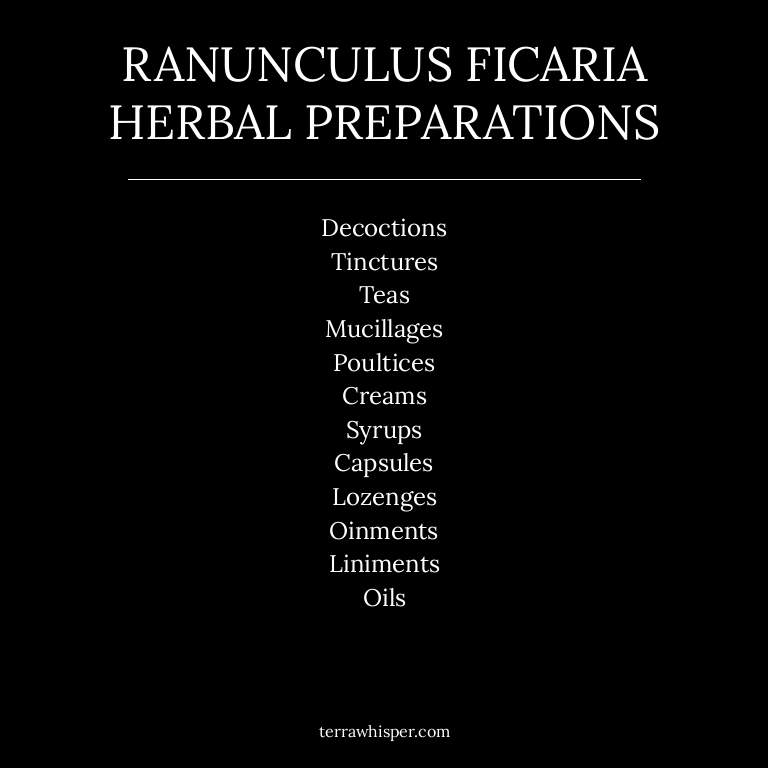 RANUNCULUS FICARIA
HERBAL PREPARATIONS
Decoctions
Tinctures
Teas
Mucillages
Poultices
Creams
Syrups
Capsules
Lozenges
Oinments
Liniments
Oils
terrawhisper.com